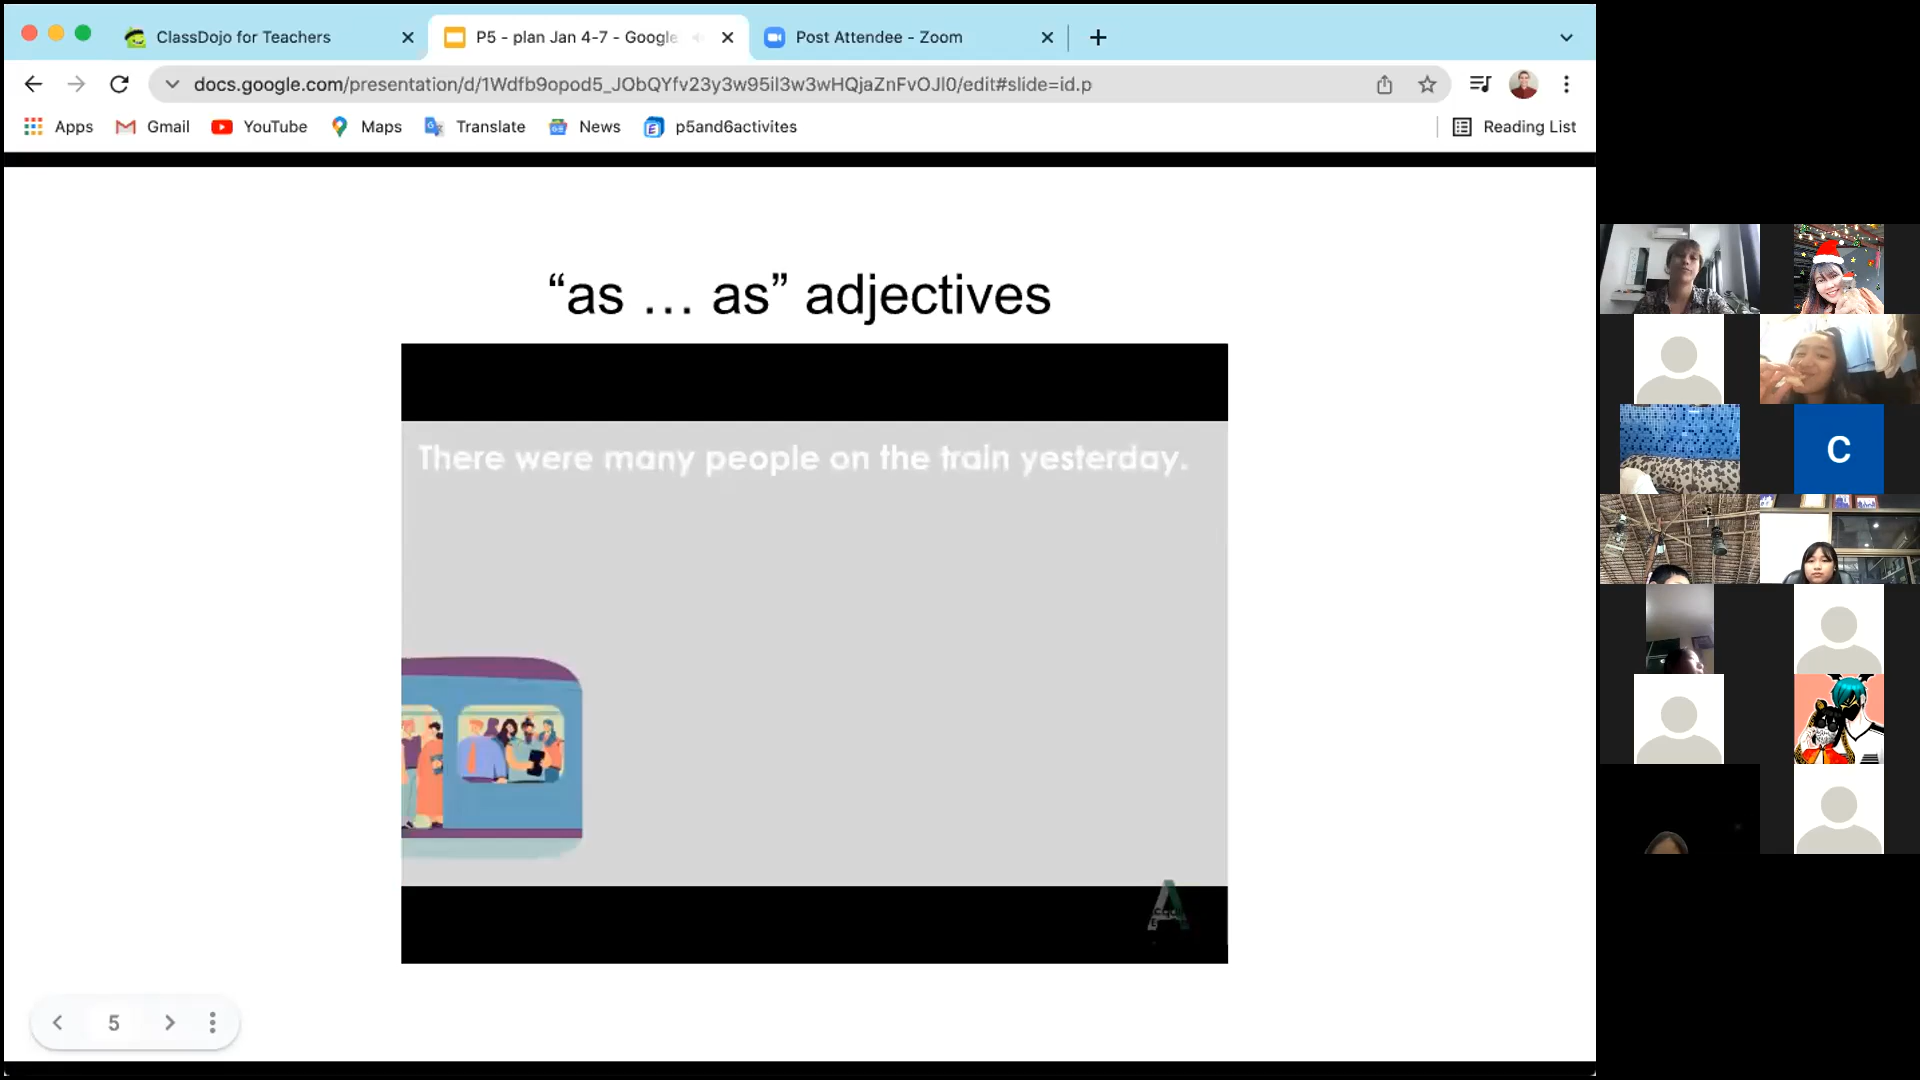 ClassDojo for Teachers
P5 - plan Jan 4-7 - Google
Post Attendee - Zoom
docs.google.com/presentation/d/1Wdfb9opod5_JObQYfv23y3w95il3w3wHQjaZnFvOJl0/edit#slide=id.p
Apps
Gmail
YouTube
Maps
Translate
News
p5and6activites
Reading List
“as … as” adjectives
There were many people on the train yesterday.
A
5
C